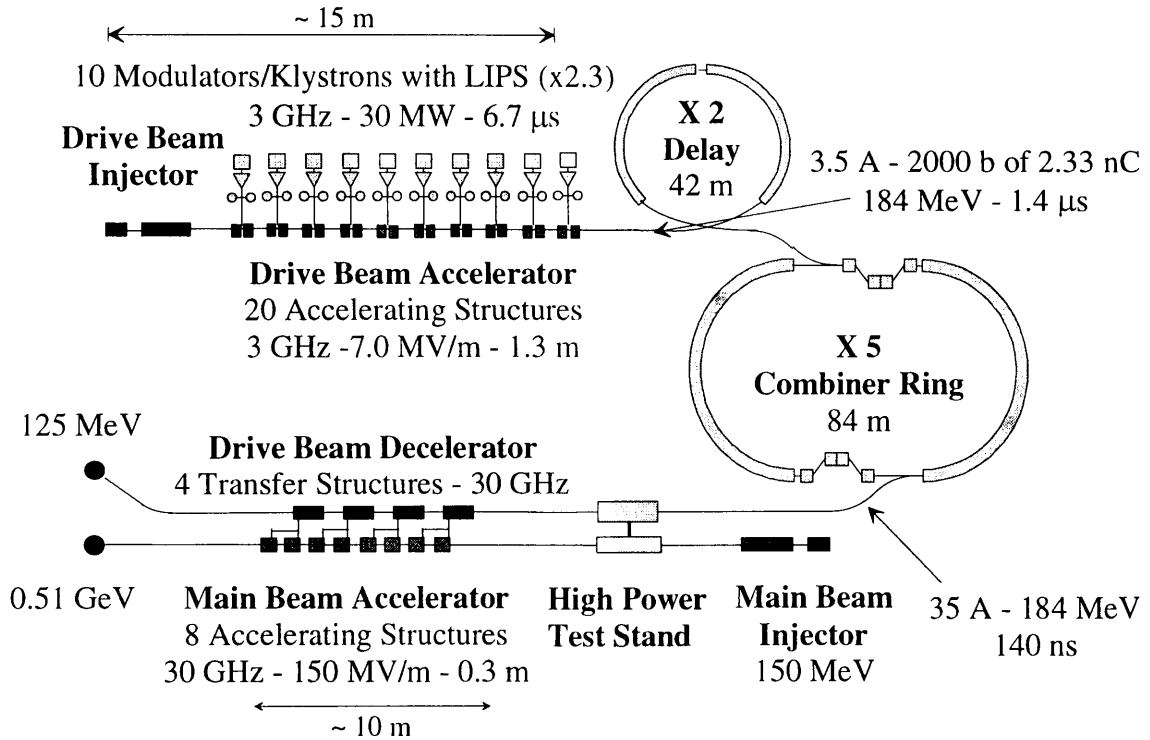 ~ 15 m
10 Modulators/Klystrons with LIPS (x2.3)
3 GHz - 30 MW - 6.7 μs
Drive Beam
Injector
X 2
Delay
42 m
3.5 A - 2000 b of 2.33 nC
184 MeV - 1.4 μs
Drive Beam Accelerator
20 Accelerating Structures
3 GHz -7.0 MV/m - 1.3 m
X 5
Combiner Ring
84 m
125 MeV
Drive Beam Decelerator
4 Transfer Structures - 30 GHz
0.51 GeV
Main Beam Accelerator
8 Accelerating Structures
30 GHz - 150 MV/m - 0.3 m
~ 10 m
High Power
Test Stand
Main Beam
Injector
150 MeV
35 A - 184 MeV
140 ns